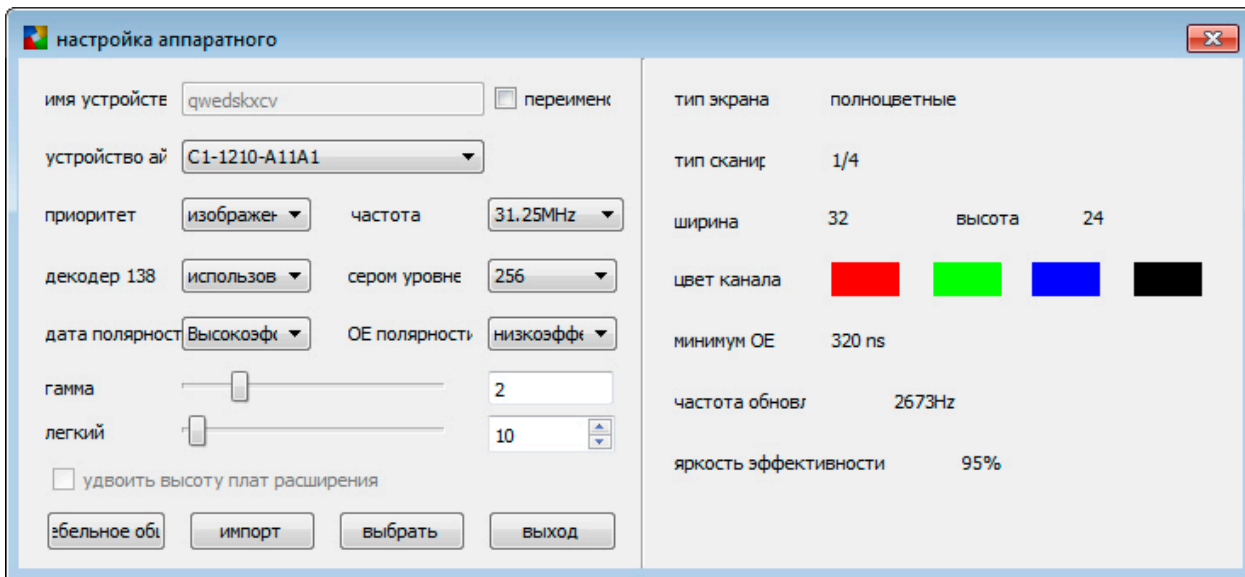 настройка аппаратного
имя устройств qwedskxcv переимено
устройство ай C1-1210-A11A1
приоритет изображен частота 31.25MHz
декодер 138 использов сером уровне 256
дата полярност Высокоэфф OE полярности низкоэффе
гамма 2
легкий 10
удвоить высоту плат расширения
ебельное общ импорт выбрать выход
тип экрана полноцветные
тип сканир 1/4
ширина 32 высота 24
цвет канала
минимум OE 320 ns
частота обновл 2673Hz
яркость эффективности 95%